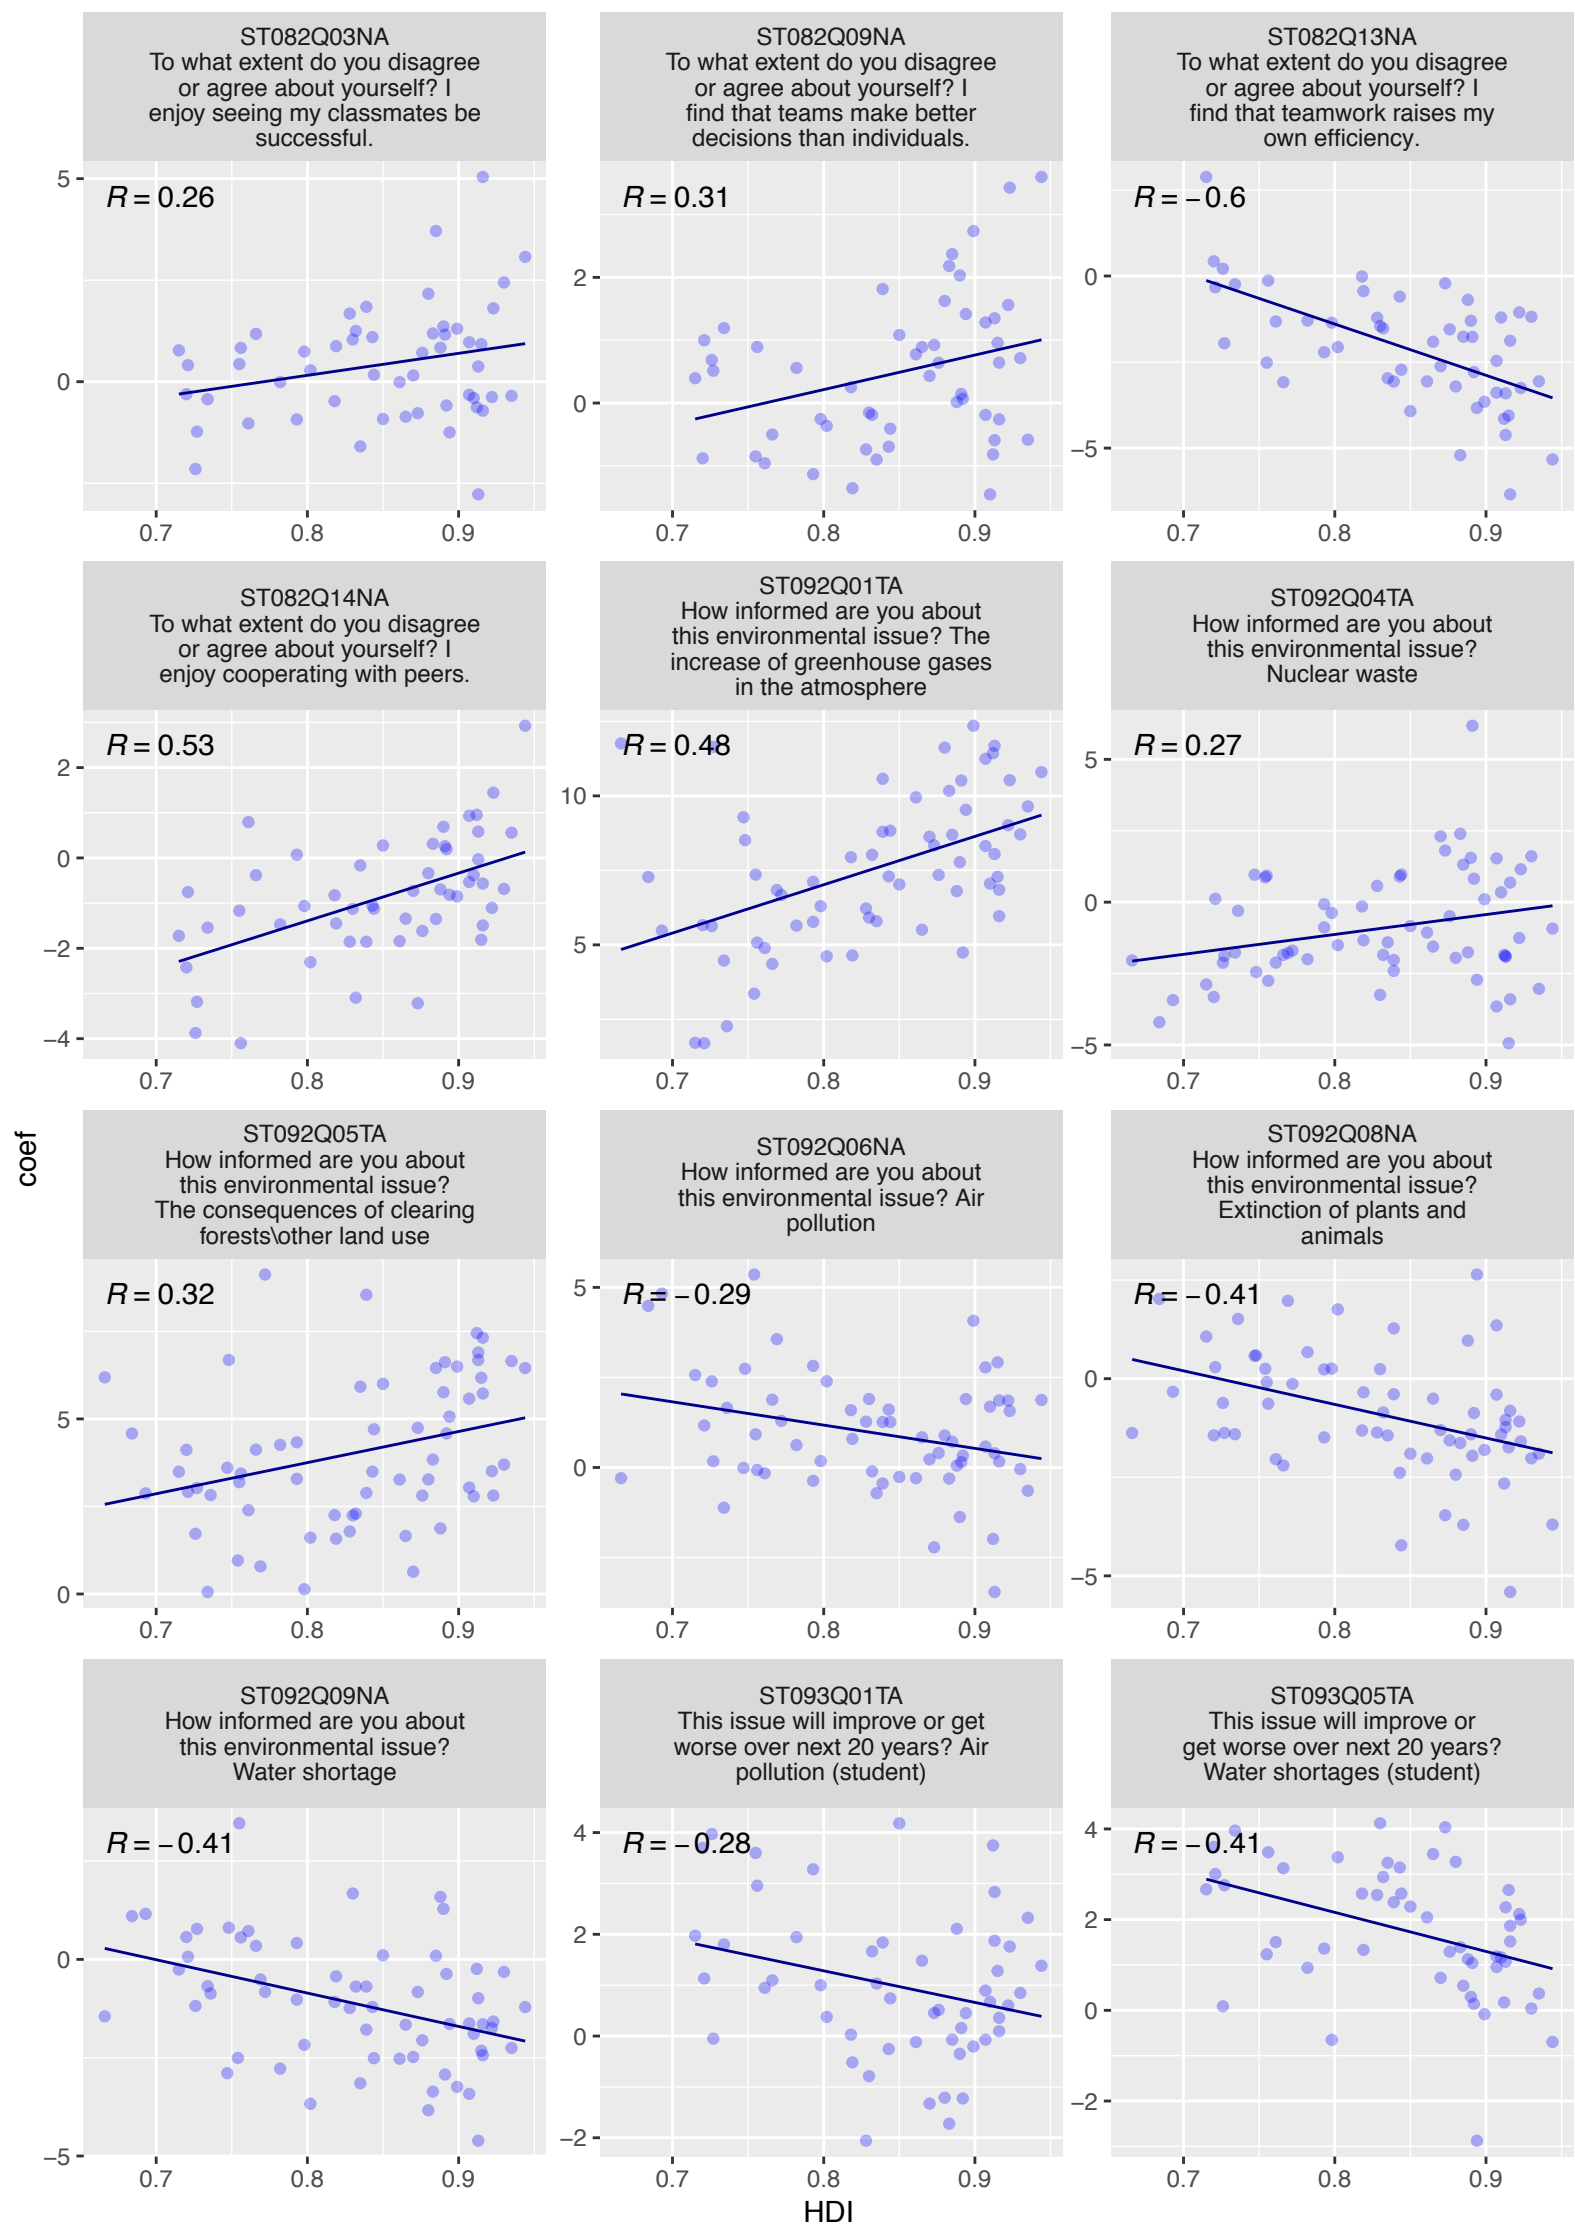 ST082Q03NA
To what extent do you disagree
or agree about yourself? I
enjoy seeing my classmates be
successful.
R = 0.26
5
0
0.7 0.8 0.9
ST082Q09NA
To what extent do you disagree
or agree about yourself? I
find that teams make better
decisions than individuals.
R = 0.31
2
0
0.7 0.8 0.9
ST082Q13NA
To what extent do you disagree
or agree about yourself? I
find that teamwork raises my
own efficiency.
R = −0.6
0
−5
0.7 0.8 0.9
ST082Q14NA
To what extent do you disagree
or agree about yourself? I
enjoy cooperating with peers.
R = 0.53
2
0
−2
−4
0.7 0.8 0.9
ST092Q01TA
How informed are you about
this environmental issue? The
increase of greenhouse gases
in the atmosphere
R = 0.48
10
5
0.7 0.8 0.9
ST092Q04TA
How informed are you about
this environmental issue?
Nuclear waste
R = 0.27
5
0
−5
0.7 0.8 0.9
coef
ST092Q05TA
How informed are you about
this environmental issue?
The consequences of clearing
forests\other land use
R = 0.32
5
0
0.7 0.8 0.9
ST092Q06NA
How informed are you about
this environmental issue? Air
pollution
R = −0.29
5
0
0.7 0.8 0.9
ST092Q08NA
How informed are you about
this environmental issue?
Extinction of plants and
animals
R = −0.41
0
−5
0.7 0.8 0.9
ST092Q09NA
How informed are you about
this environmental issue?
Water shortage
R = −0.41
0
−5
0.7 0.8 0.9
ST093Q01TA
This issue will improve or get
worse over next 20 years? Air
pollution (student)
R = −0.28
4
2
0
−2
0.7 0.8 0.9
ST093Q05TA
This issue will improve or
get worse over next 20 years?
Water shortages (student)
R = −0.41
4
2
0
−2
0.7 0.8 0.9
HDI